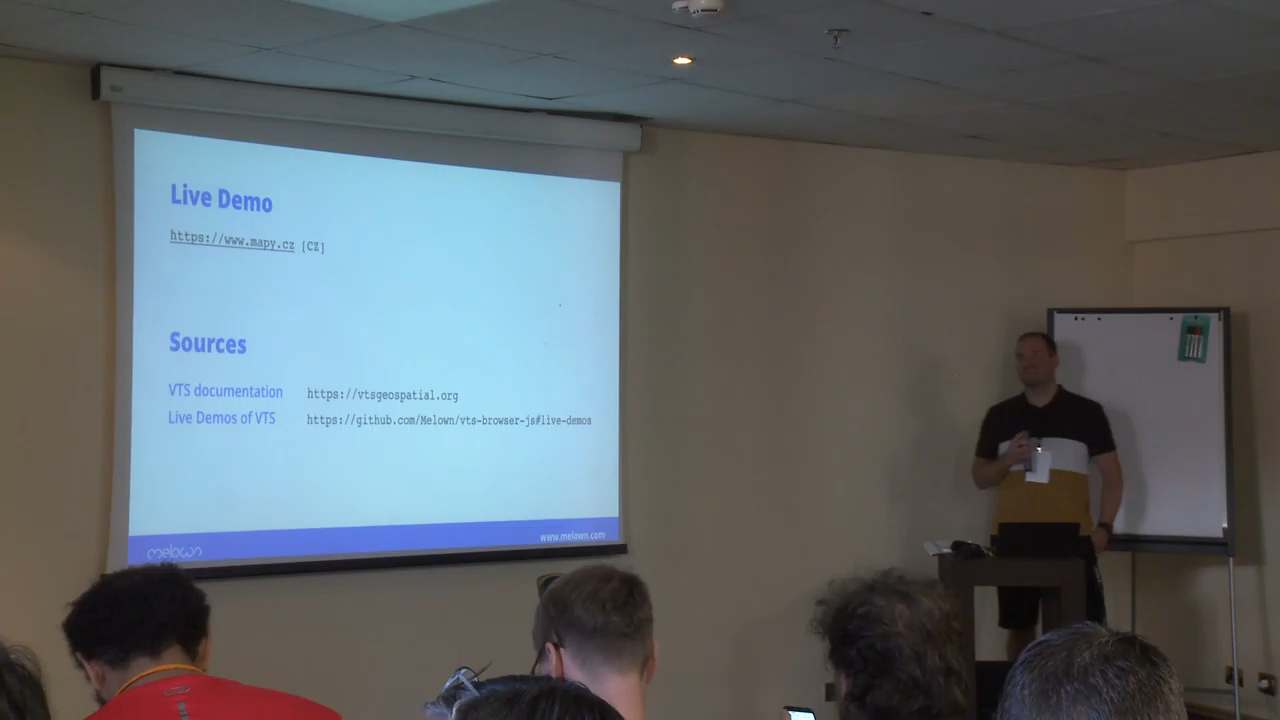 Live Demo
https://www.mapy.cz [CZ]
Sources
VTS documentation https://vtsgeospatial.org
Live Demos of VTS https://github.com/Melown/vts-browser-js#live-demos
melown www.melown.com